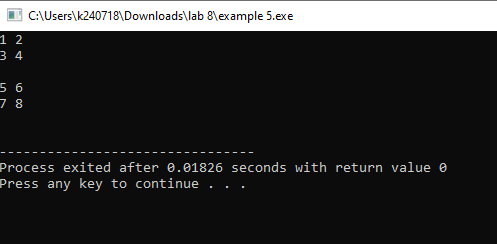 C:\Users\k240718\Downloads\lab 8\example 5.exe
1 2
3 4
5 6
7 8
--------------------------------
Process exited after 0.01826 seconds with return value 0
Press any key to continue . . .